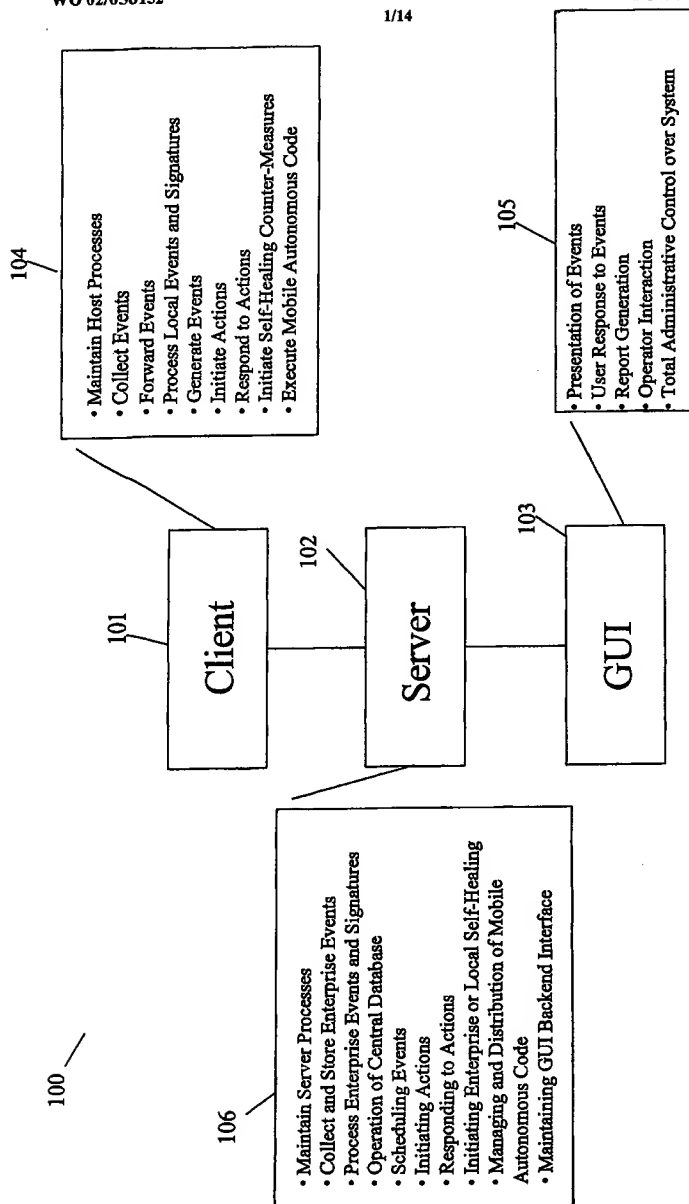 1/14
100
101
Client
102
Server
103
GUI
104
• Maintain Host Processes
• Collect Events
• Forward Events
• Process Local Events and Signatures
• Generate Events
• Initiate Actions
• Respond to Actions
• Initiate Self-Healing Counter-Measures
• Execute Mobile Autonomous Code
105
• Presentation of Events
• User Response to Events
• Report Generation
• Operator Interaction
• Total Administrative Control over System
106
• Maintain Server Processes
• Collect and Store Enterprise Events
• Process Enterprise Events and Signatures
• Operation of Central Database
• Scheduling Events
• Initiating Actions
• Responding to Actions
• Initiating Enterprise or Local Self-Healing
• Managing and Distribution of Mobile
Autonomous Code
• Maintaining GUI Backend Interface